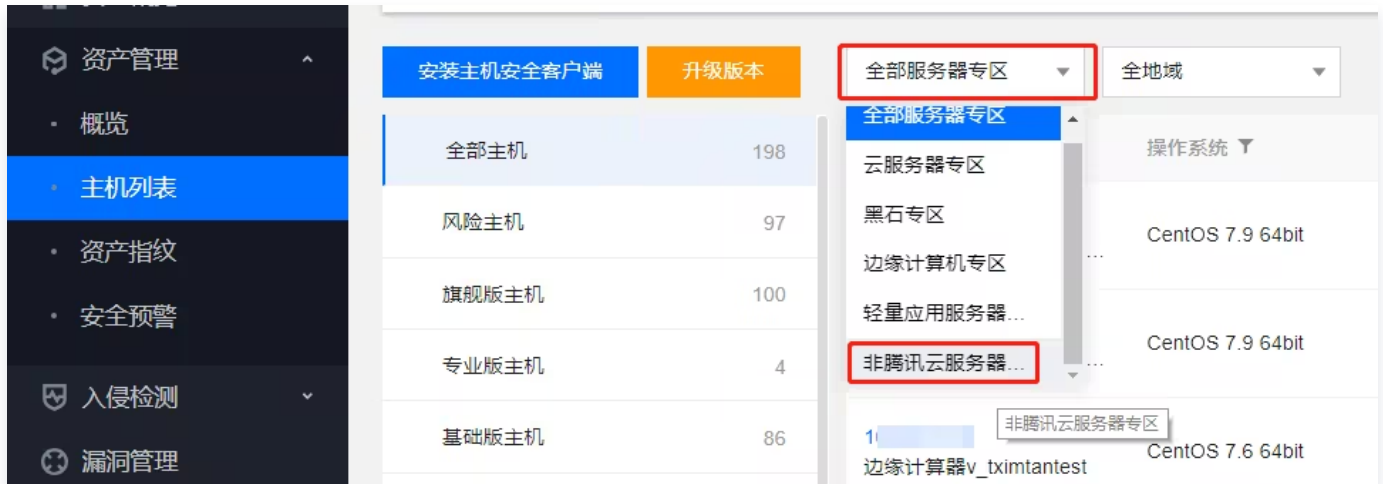 资产管理
概览
主机列表
资产指纹
安全预警
入侵检测
漏洞管理
安装主机安全客户端
升级版本
全部服务器专区
全地域
全部主机 198
风险主机 97
旗舰版主机 100
专业版主机 4
基础版主机 86
全部服务器专区
云服务器专区
黑石专区
边缘计算机专区
轻量应用服务器...
非腾讯云服务器...
非腾讯云服务器专区
操作系统
CentOS 7.9 64bit
...
CentOS 7.9 64bit
...
边缘计算器v_tximtantest
CentOS 7.6 64bit